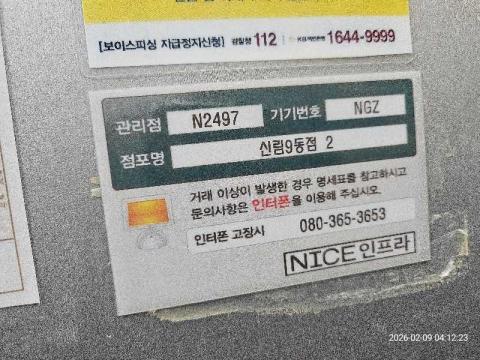 [보이스피싱 지급정지신청] 경찰청 112 KB국민은행 1644-9999
관리점 N2497 기기번호 NGZ
점포명 신림9동점 2
거래 이상이 발생한 경우 명세표를 참고하시고
문의사항은 인터폰을 이용해 주십시오.
인터폰 고장시 080-365-3653
NICE인프라
2026-02-09 04:12:23